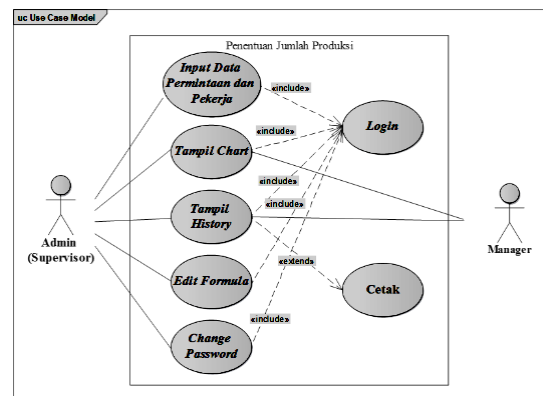 uc Use Case Model
Penentuan Jumlah Produksi
Input Data
Permintaan dan
Pekerja
«include»
Login
«include»
Tampil Chart
«include»
Tampil
History
«include»
Admin
(Supervisor)
Manager
«extend»
Edit Formula
Cetak
«include»
Change
Password